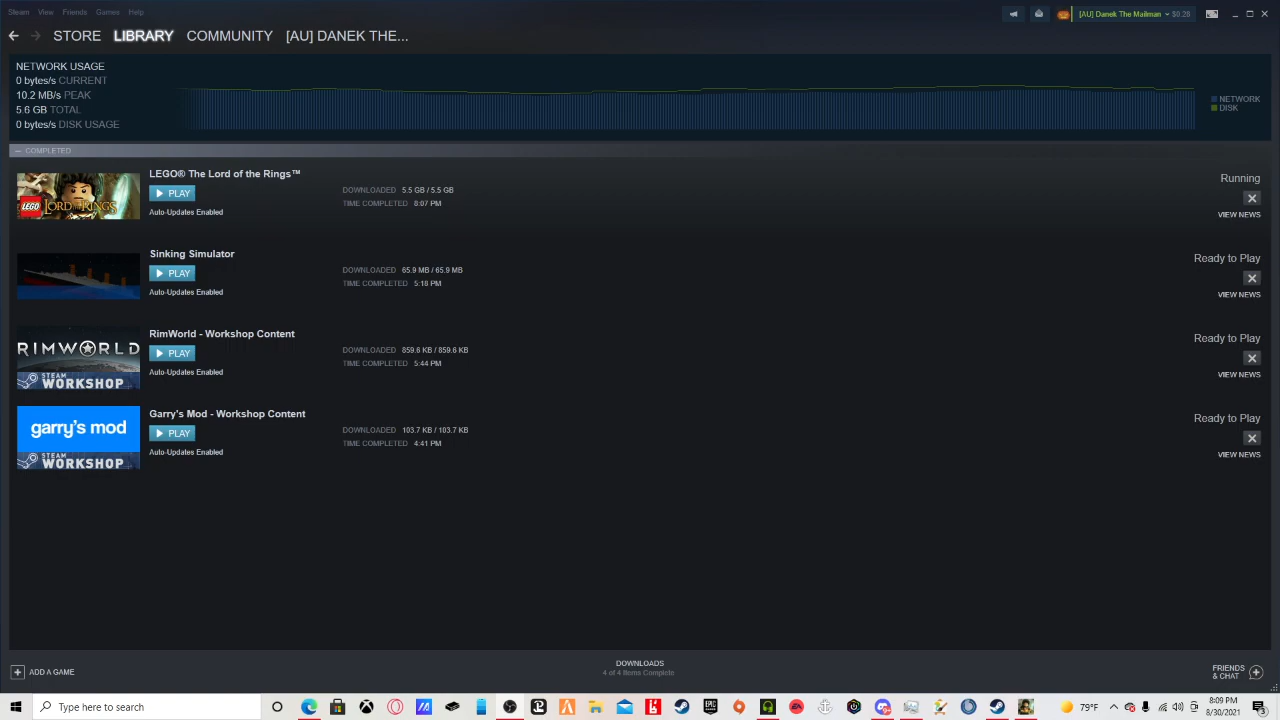 Steam View Friends Games Help
[AU] Danek The Mailman $0.28
STORE LIBRARY COMMUNITY [AU] DANEK THE...
NETWORK USAGE
0 bytes/s CURRENT
10.2 MB/s PEAK
5.6 GB TOTAL
0 bytes/s DISK USAGE
NETWORK
DISK
COMPLETED
LEGO® The Lord of the Rings™
PLAY
Auto-Updates Enabled
DOWNLOADED 5.5 GB / 5.5 GB
TIME COMPLETED 8:07 PM
Running
VIEW NEWS
Sinking Simulator
PLAY
Auto-Updates Enabled
DOWNLOADED 65.9 MB / 65.9 MB
TIME COMPLETED 5:18 PM
Ready to Play
VIEW NEWS
RIMWORLD
STEAM
WORKSHOP
RimWorld - Workshop Content
PLAY
Auto-Updates Enabled
DOWNLOADED 859.6 KB / 859.6 KB
TIME COMPLETED 5:44 PM
Ready to Play
VIEW NEWS
garry's mod
STEAM
WORKSHOP
Garry's Mod - Workshop Content
PLAY
Auto-Updates Enabled
DOWNLOADED 103.7 KB / 103.7 KB
TIME COMPLETED 4:41 PM
Ready to Play
VIEW NEWS
ADD A GAME
DOWNLOADS
4 of 4 Items Complete
FRIENDS
& CHAT
Type here to search
79°F
8:09 PM
8/30/2021